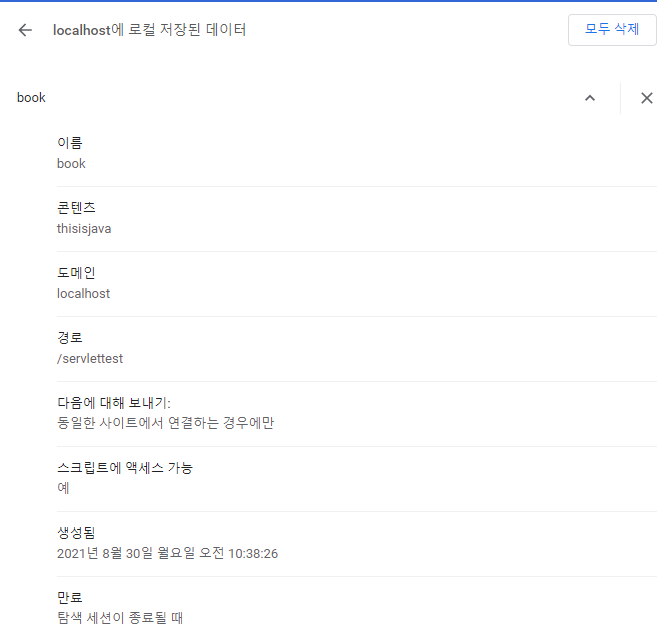 localhost에 로컬 저장된 데이터
모두 삭제
book
이름
book
콘텐츠
thisisjava
도메인
localhost
경로
/servlettest
다음에 대해 보내기:
동일한 사이트에서 연결하는 경우에만
스크립트에 액세스 가능
예
생성됨
2021년 8월 30일 월요일 오전 10:38:26
만료
탐색 세션이 종료될 때